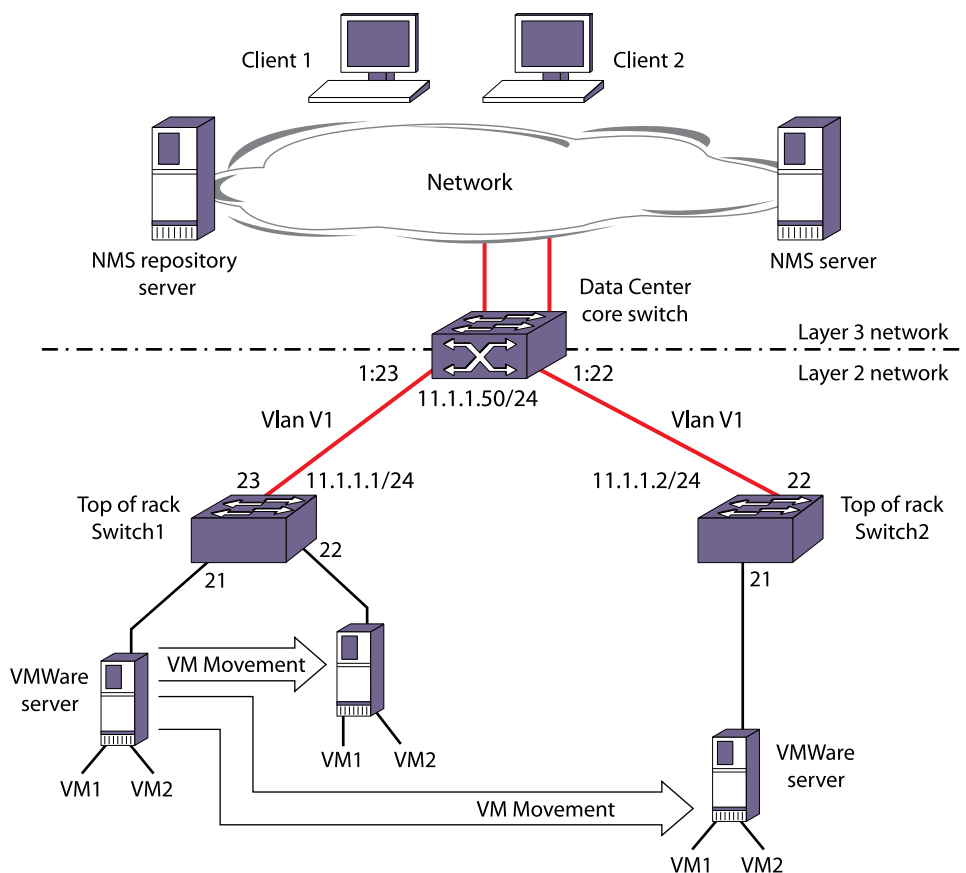 Client 1
Client 2
Network
NMS repository
server
NMS server
Data Center
core switch
Layer 3 network
Layer 2 network
1:23
1:22
11.1.1.50/24
Vlan V1
Vlan V1
23
11.1.1.1/24
11.1.1.2/24
22
Top of rack
Switch1
Top of rack
Switch2
22
21
21
VM Movement
VMWare
server
VM1
VM2
VM1
VM2
VMWare
server
VM Movement
VM1
VM2